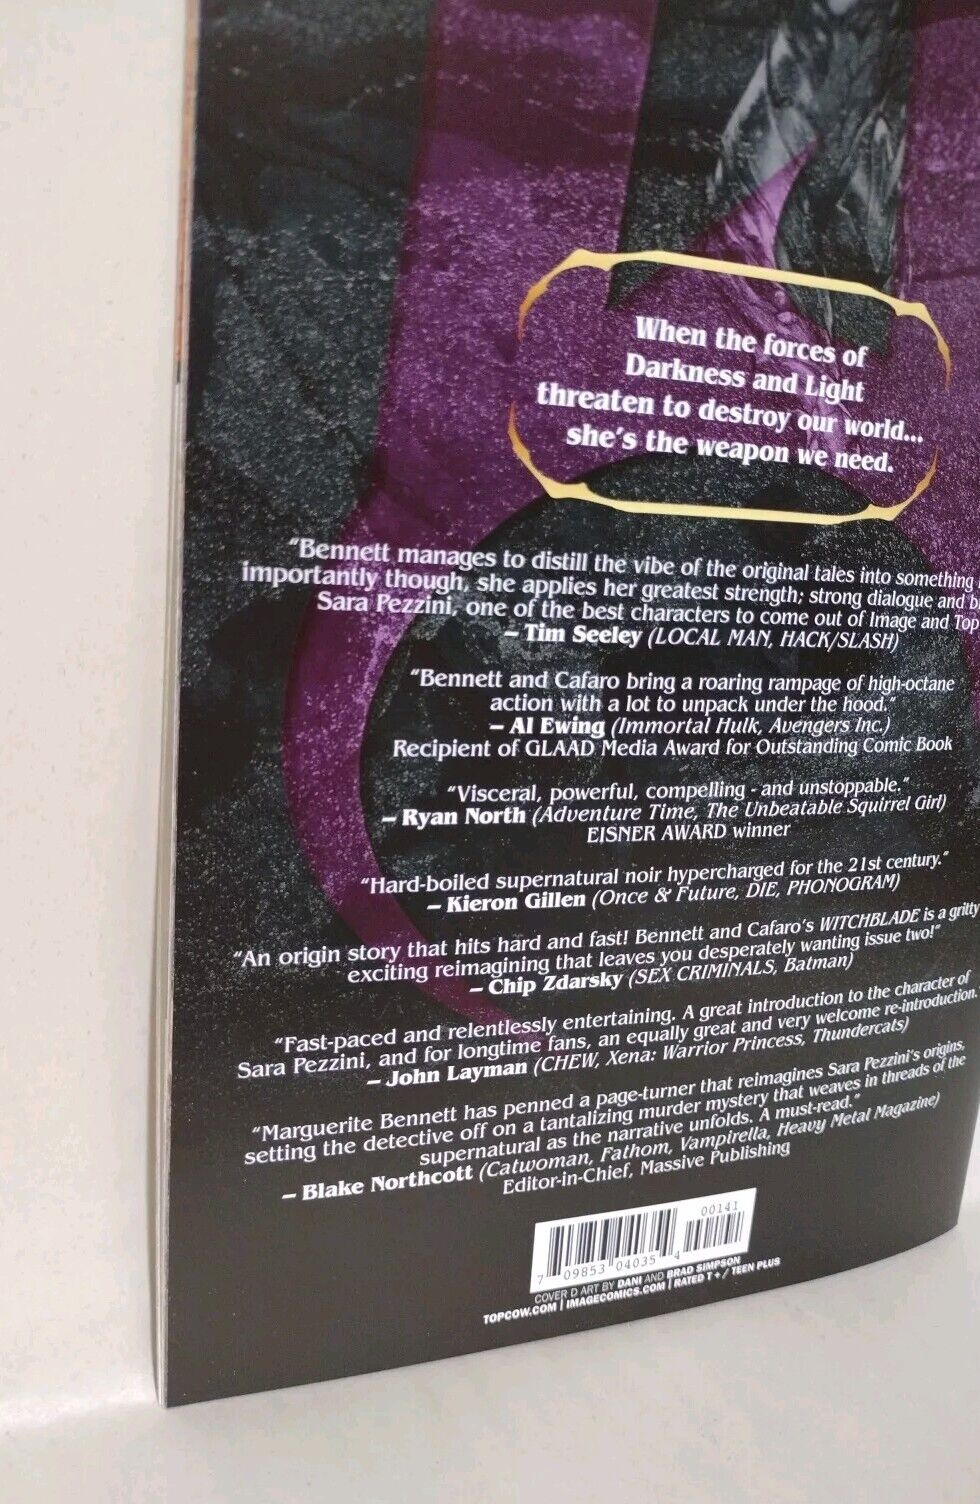 When the forces of
Darkness and Light
threaten to destroy our world...
she's the weapon we need.
"Bennett manages to distill the vibe of the original tales into something
importantly though, she applies her greatest strength; strong dialogue and
Sara Pezzini, one of the best characters to come out of Image and Top
– Tim Seeley (LOCAL MAN, HACK/SLASH)
"Bennett and Cafaro bring a roaring rampage of high-octane
action with a lot to unpack under the hood."
– Al Ewing (Immortal Hulk, Avengers Inc.)
Recipient of GLAAD Media Award for Outstanding Comic Book
"Visceral, powerful, compelling - and unstoppable."
– Ryan North (Adventure Time, The Unbeatable Squirrel Girl)
EISNER AWARD winner
"Hard-boiled supernatural noir hypercharged for the 21st century."
– Kieron Gillen (Once & Future, DIE, PHONOGRAM)
"An origin story that hits hard and fast! Bennett and Cafaro's WITCHBLADE is a gritty
exciting reimagining that leaves you desperately wanting issue two!"
– Chip Zdarsky (SEX CRIMINALS, Batman)
"Fast-paced and relentlessly entertaining. A great introduction to the character of
Sara Pezzini, and for longtime fans, an equally great and very welcome re-introduction.
– John Layman (CHEW, Xena: Warrior Princess, Thundercats)
"Marguerite Bennett has penned a page-turner that reimagines Sara Pezzini's origins,
setting the detective off on a tantalizing murder mystery that weaves in threads of the
supernatural as the narrative unfolds. A must-read."
– Blake Northcott (Catwoman, Fathom, Vampirella, Heavy Metal Magazine)
Editor-in-Chief, Massive Publishing
00141
7 09853 04035 4
COVER D ART BY DANI AND BRAD SIMPSON
TOPCOW.COM | IMAGECOMICS.COM | RATED T+ / TEEN PLUS